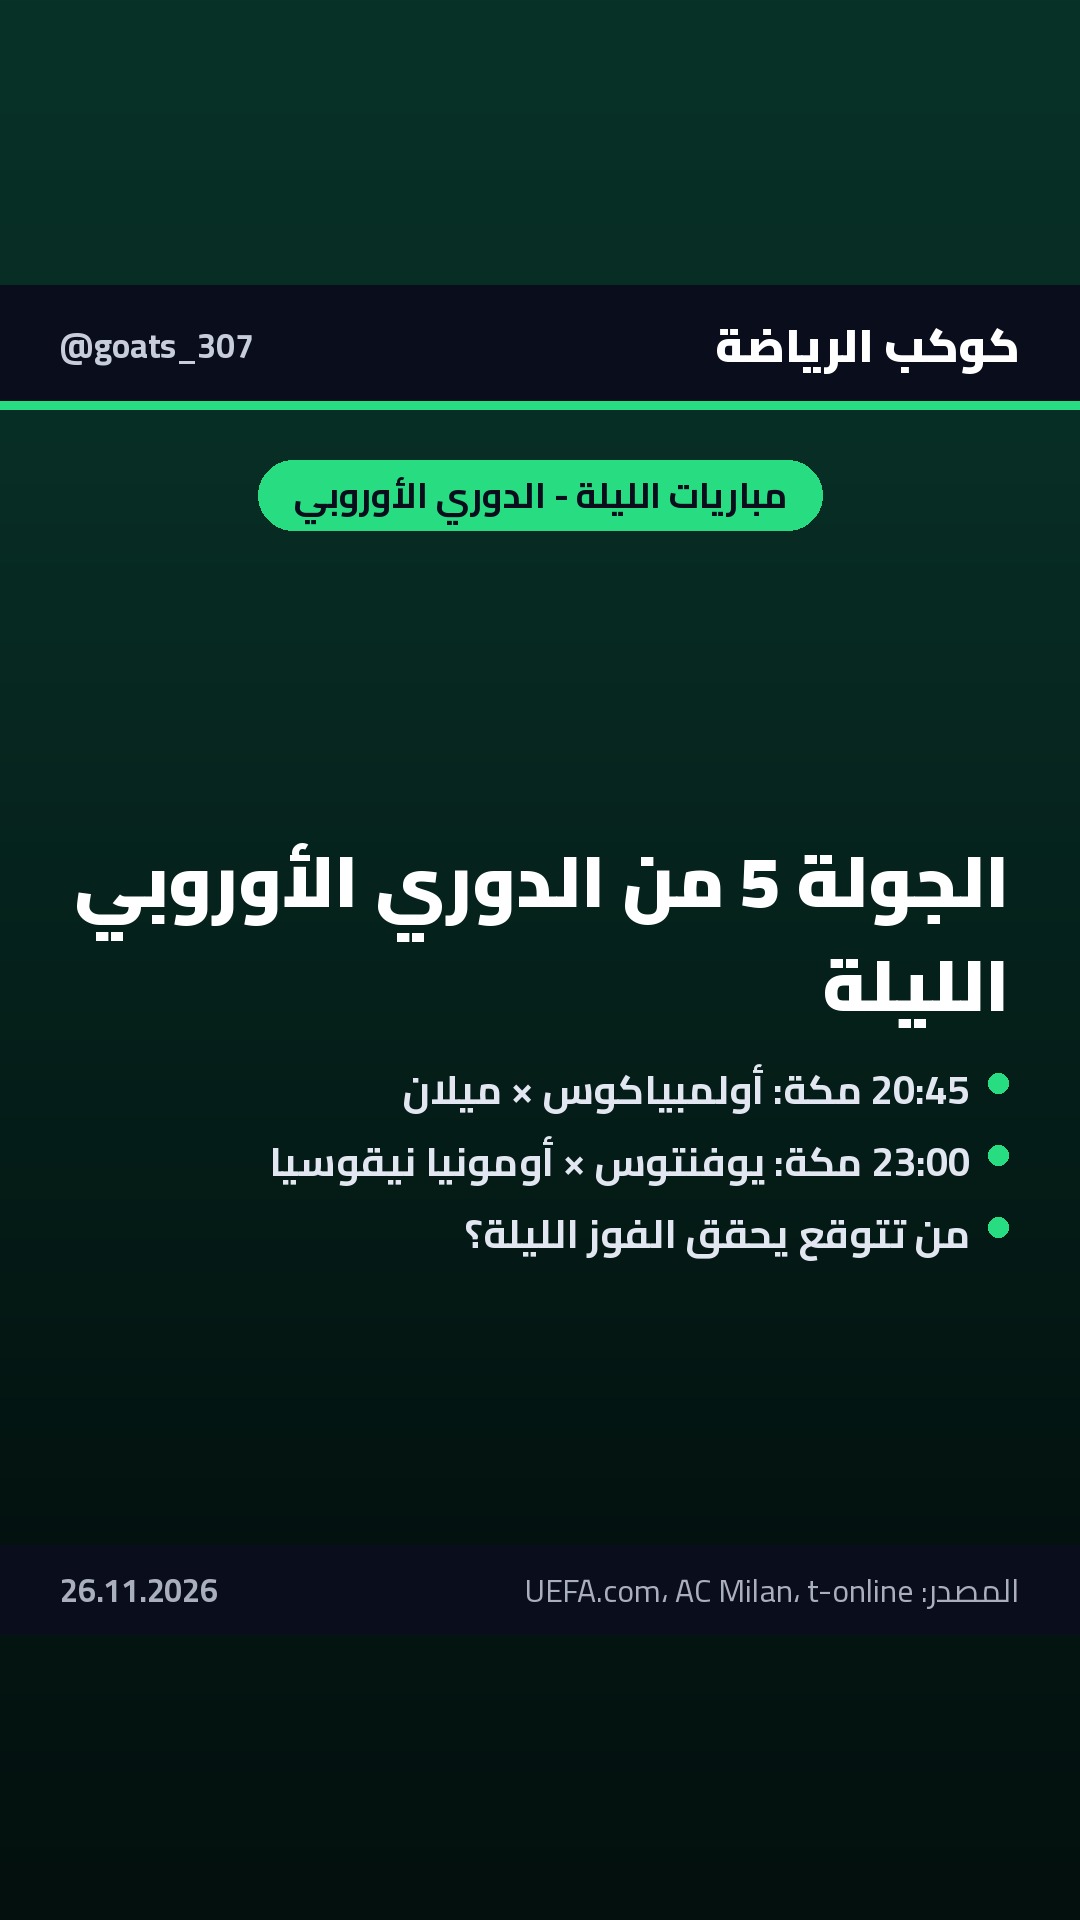 كوكب الرياضة
@goats_307
مباريات الليلة - الدوري الأوروبي
الجولة 5 من الدوري الأوروبي
الليلة
20:45 مكة: أولمبياكوس × ميلان
23:00 مكة: يوفنتوس × أومونيا نيقوسيا
من تتوقع يحقق الفوز الليلة؟
المصدر: UEFA.com، AC Milan، t-online
26.11.2026